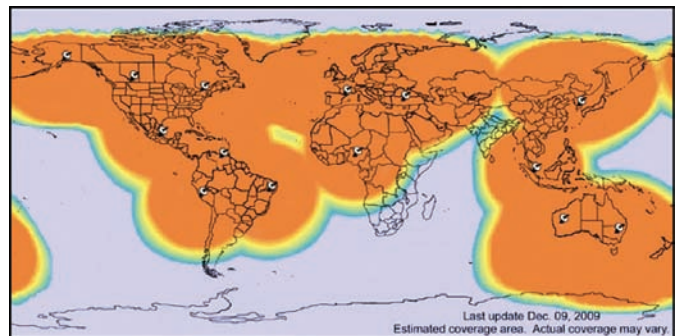 Last update Dec. 09, 2009
Estimated coverage area. Actual coverage may vary.